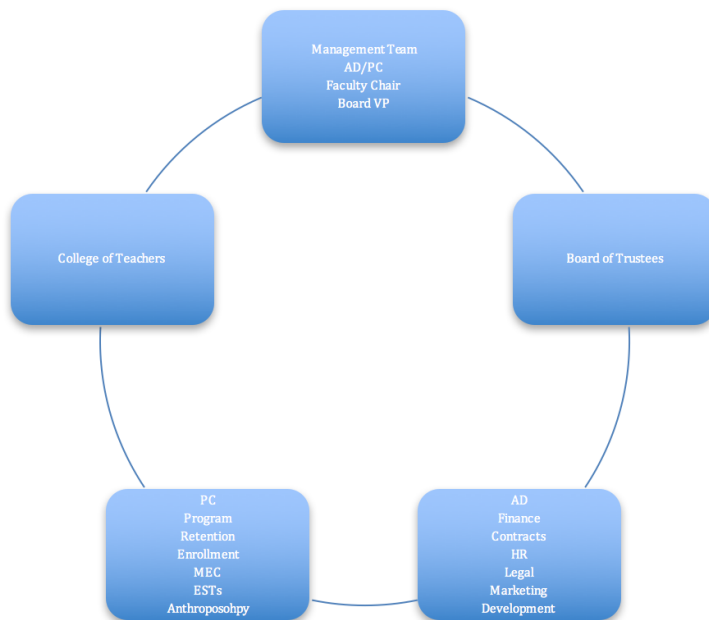 Management Team
AD/PC
Faculty Chair
Board VP
College of Teachers
Board of Trustees
PC
Program
Retention
Enrollment
MEC
ESTs
Anthroposohpy
AD
Finance
Contracts
HR
Legal
Marketing
Development